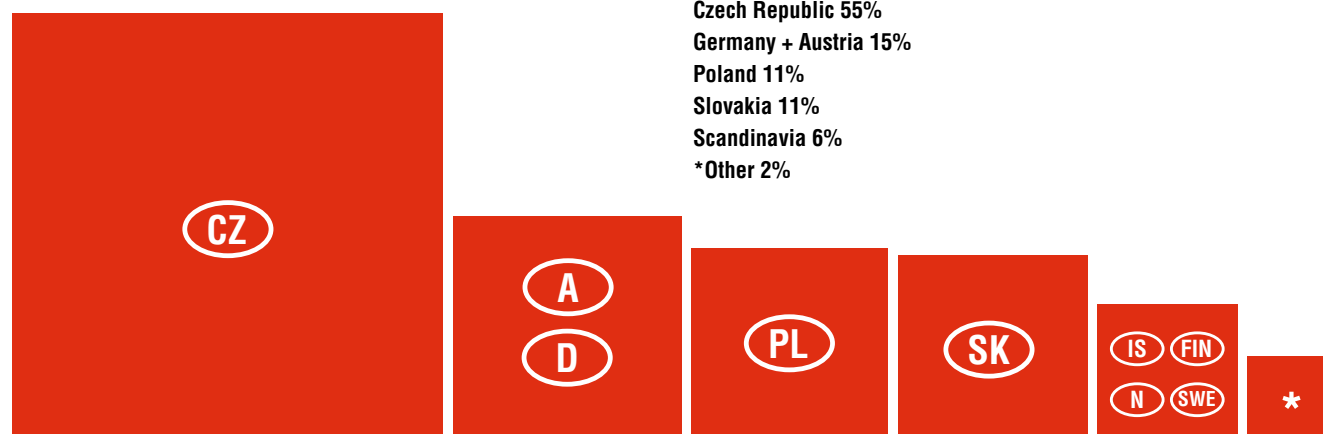 Czech Republic 55%
Germany + Austria 15%
Poland 11%
Slovakia 11%
Scandinavia 6%
*Other 2%
CZ
A
D
PL
SK
IS FIN
N SWE
*